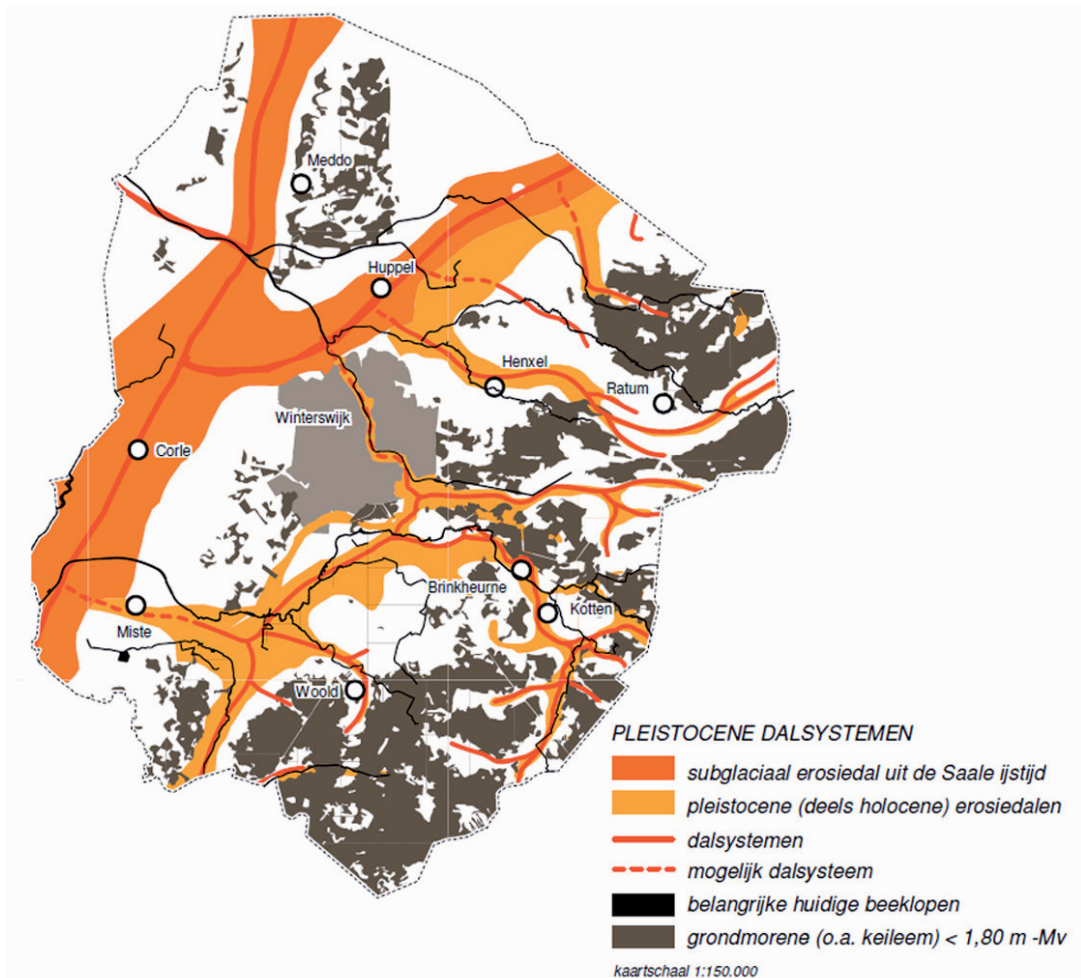 Meddo
Huppel
Henxel
Ratum
Winterswijk
Corle
Brinkheurne
Kotten
Miste
Woold
PLEISTOCENE DALSYSTEMEN
subglaciaal erosiedal uit de Saale ijstijd
pleistocene (deels holocene) erosiedalen
dalsystemen
mogelijk dalsysteem
belangrijke huidige beeklopen
grondmorene (o.a. keileem) < 1,80 m -Mv
kaartschaal 1:150.000